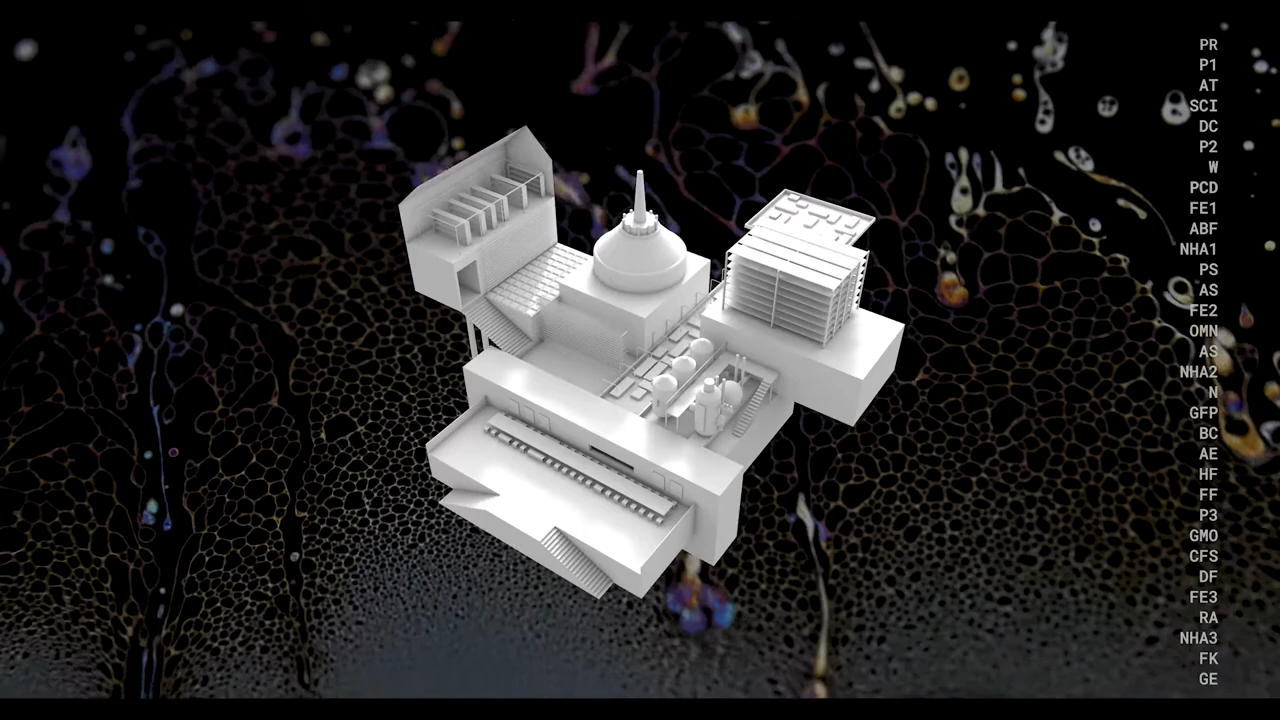 PR
P1
AT
SCI
DC
P2
W
PCD
FE1
ABF
NHA1
PS
AS
FE2
OMN
AS
NHA2
N
GFP
BC
AE
HF
FF
P3
GMO
CFS
DF
FE3
RA
NHA3
FK
GE